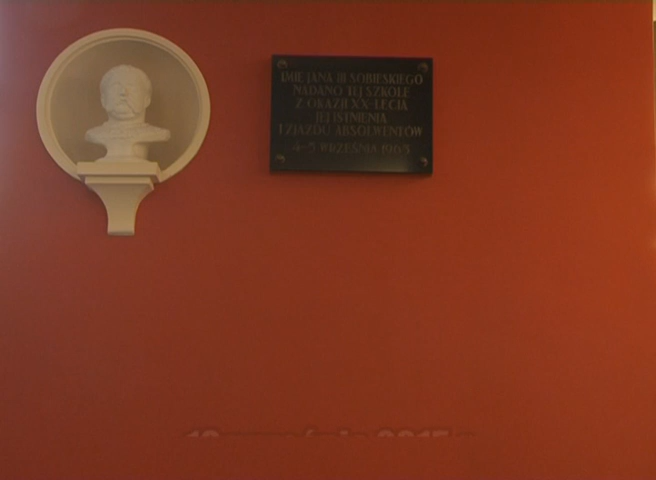 IMIĘ JANA III SOBIESKIEGO
NADANO TEJ SZKOLE
Z OKAZJI XX-LECIA
JEJ ISTNIENIA
I ZJAZDU ABSOLWENTÓW
4-5 WRZEŚNIA 1965